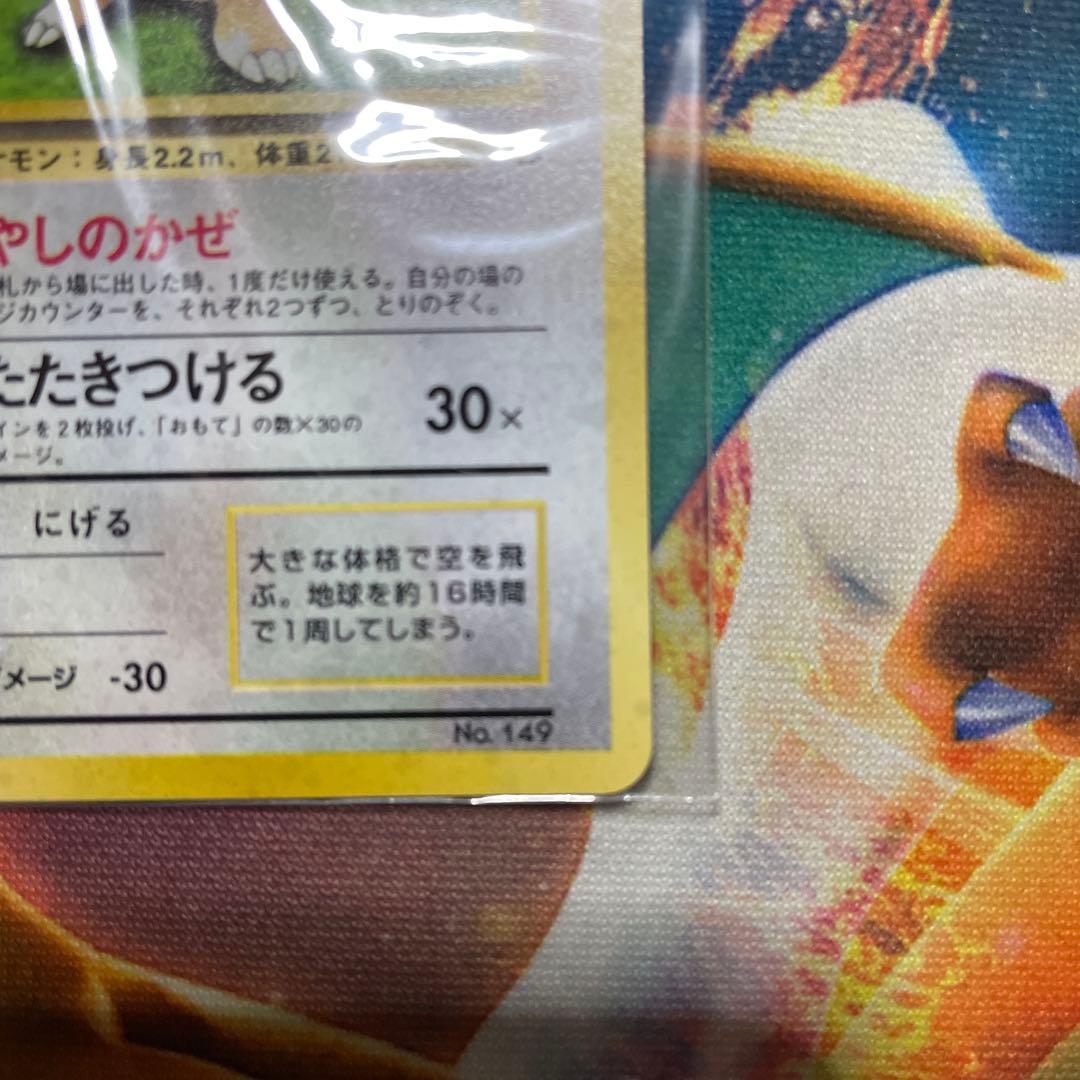 ケモン：身長2.2m、体重2
やしのかぜ
札から場に出した時、1度だけ使える。自分の場の
ジカウンターを、それぞれ2つずつ、とりのぞく。
たたきつける
30×
インを2枚投げ、「おもて」の数×30の
メージ。
にげる
大きな体格で空を飛
ぶ。地球を約16時間
で1周してしまう。
メージ -30
No. 149